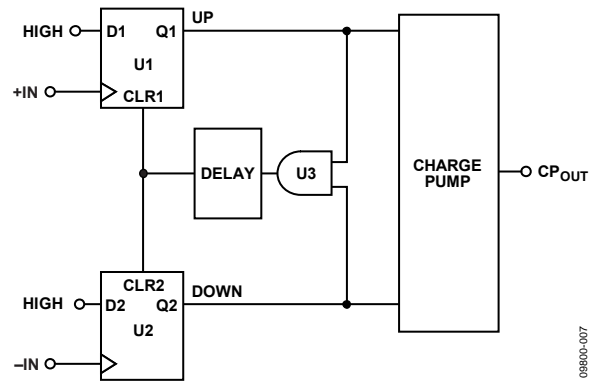 UP
HIGH D1 Q1
U1
+IN
CLR1
DELAY U3 CHARGE PUMP CP_OUT
CLR2
DOWN
HIGH D2 Q2
U2
–IN
09800-007